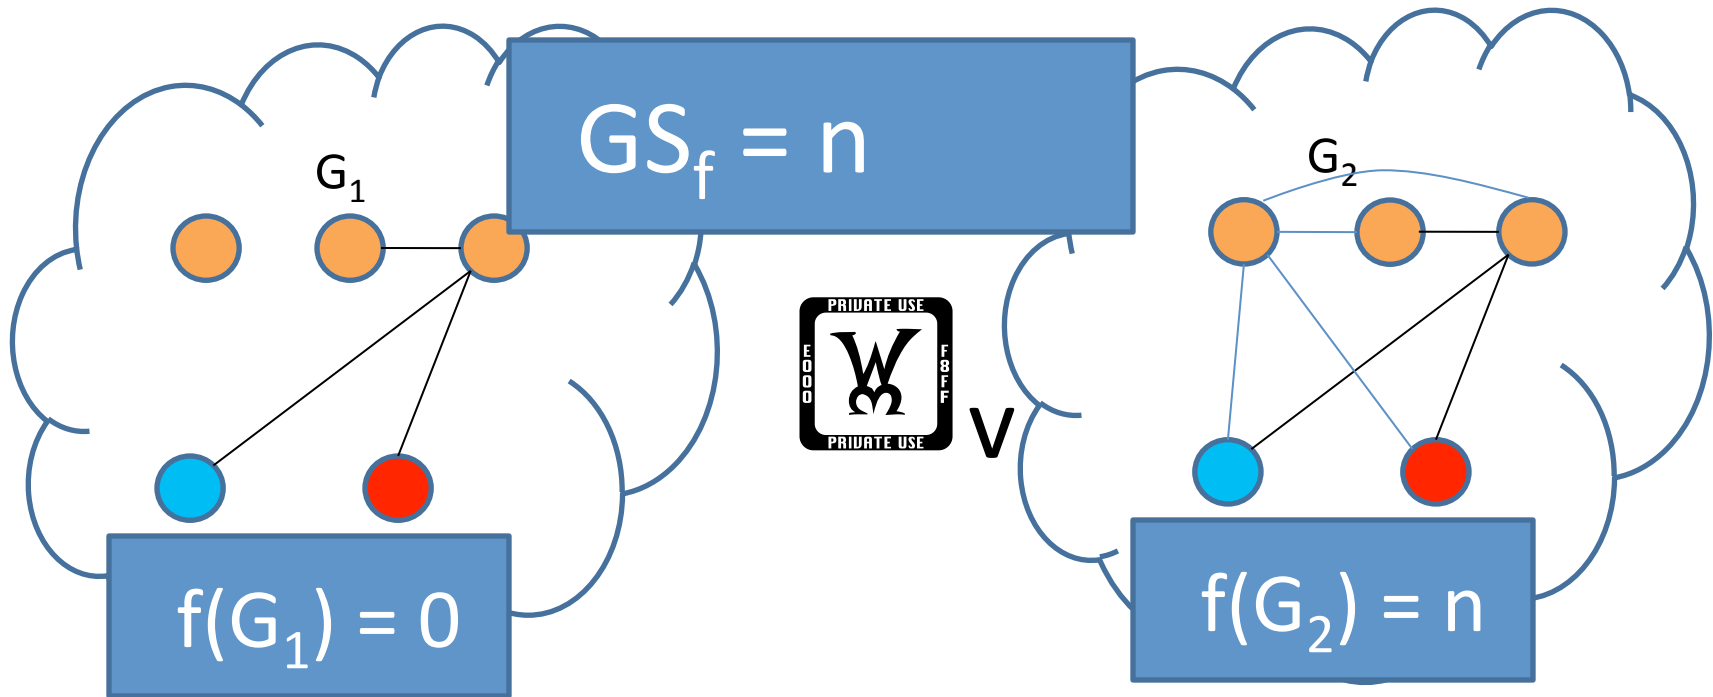 GSf = n
G1
G2
PRIVATE USE
E000
F8FF
PRIVATE USE
V
f(G1) = 0
f(G2) = n